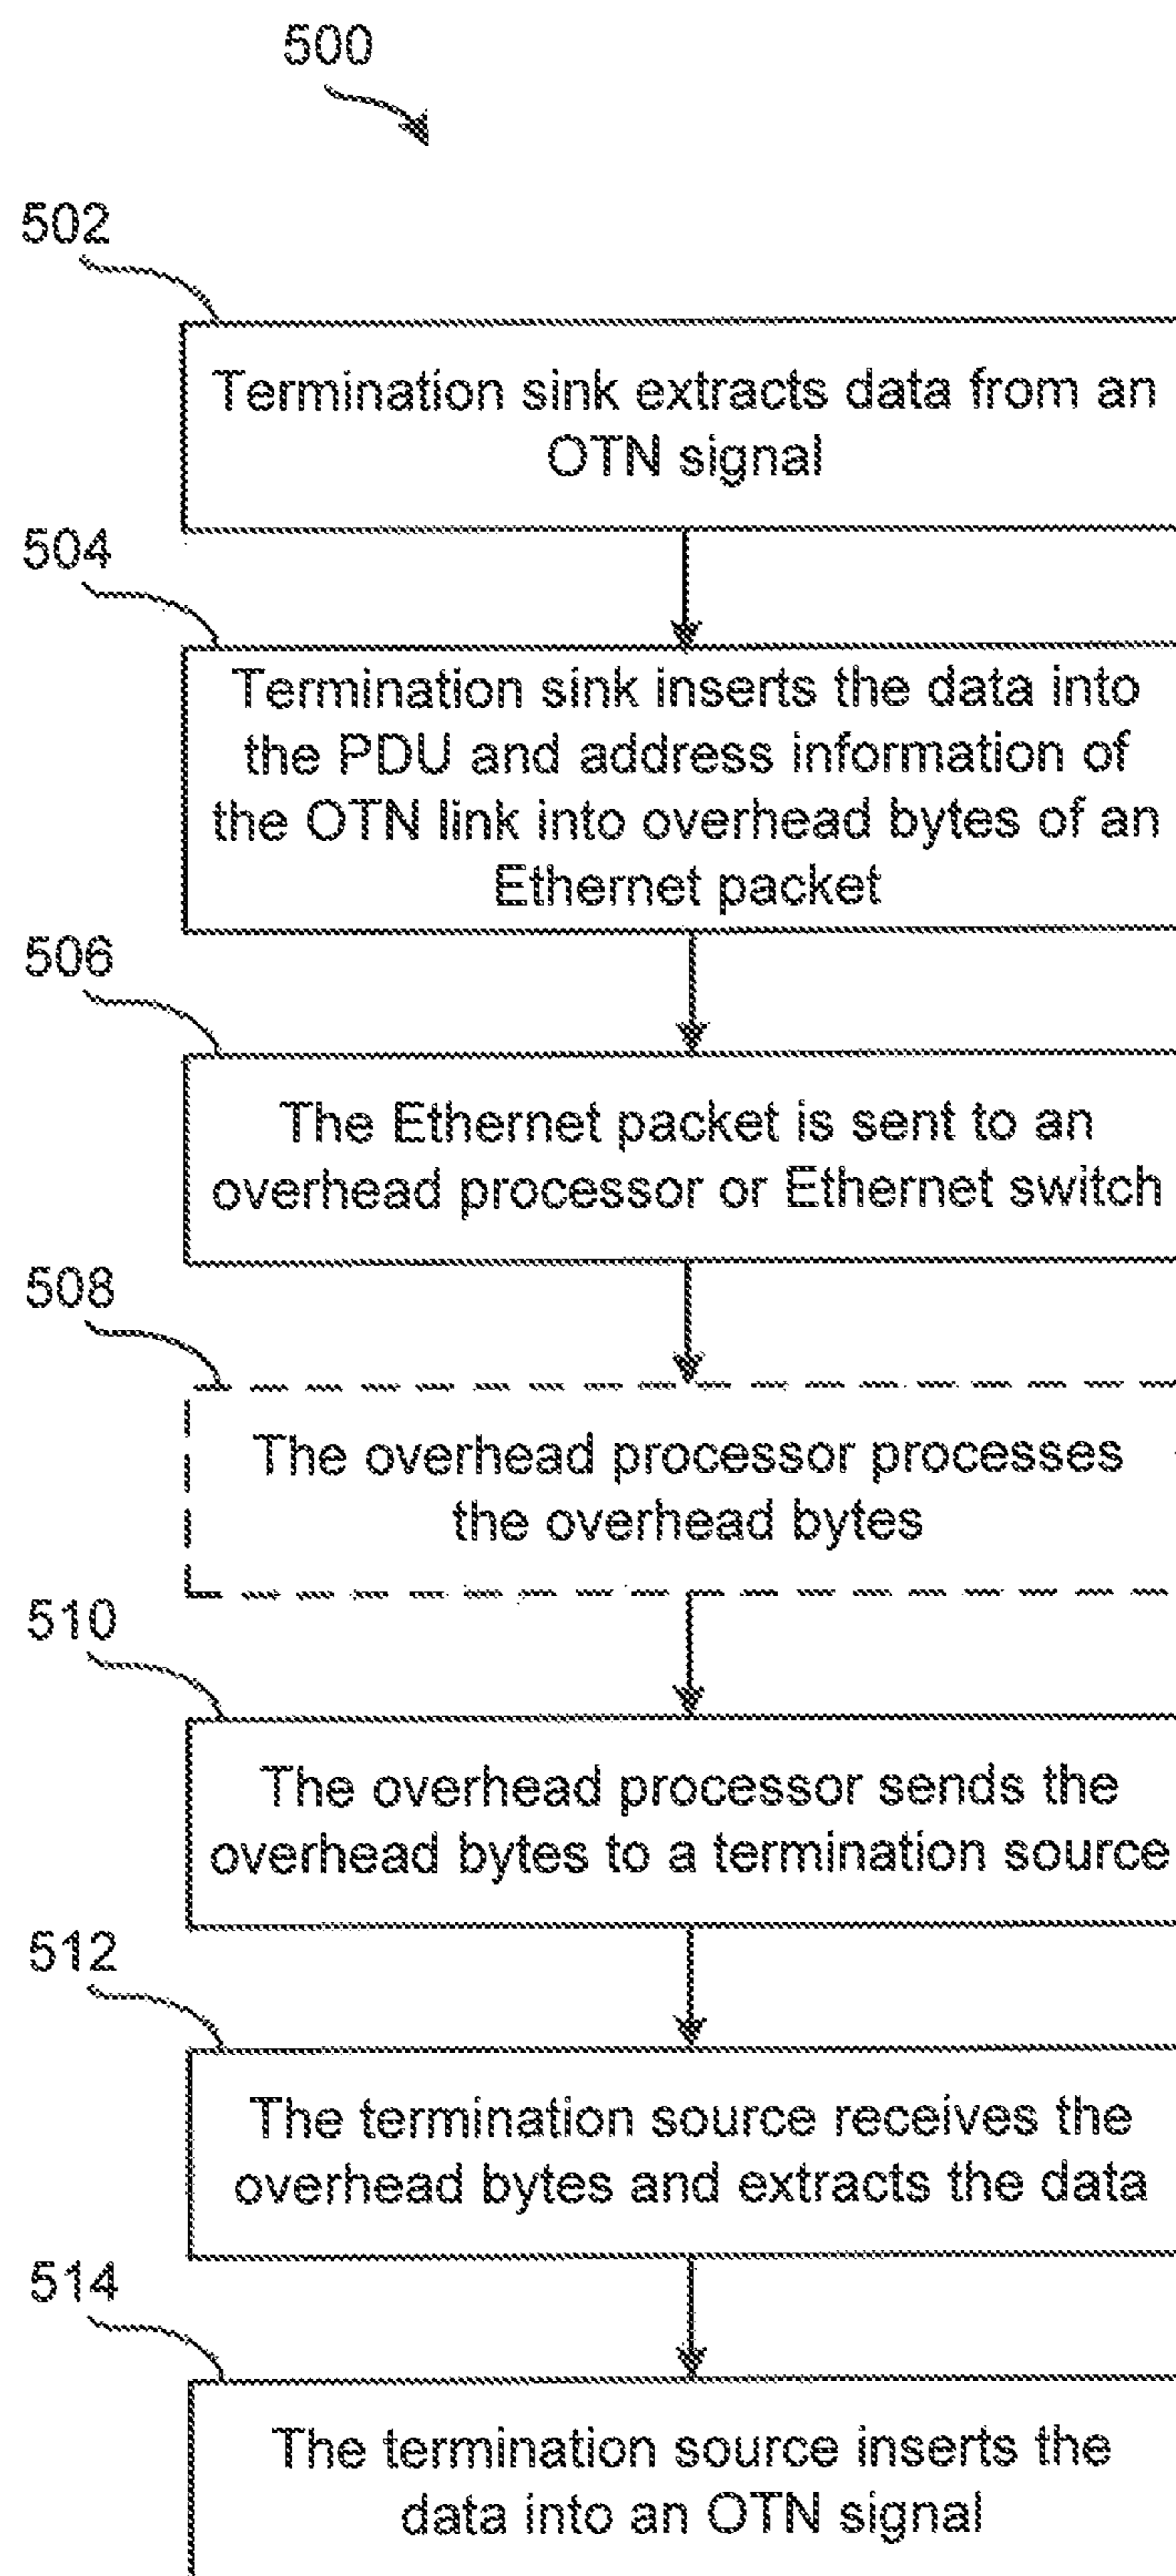 500
502
Termination sink extracts data from an
OTN signal
504
Termination sink inserts the data into
the PDU and address information of
the OTN link into overhead bytes of an
Ethernet packet
506
The Ethernet packet is sent to an
overhead processor or Ethernet switch
508
The overhead processor processes
the overhead bytes
510
The overhead processor sends the
overhead bytes to a termination source
512
The termination source receives the
overhead bytes and extracts the data
514
The termination source inserts the
data into an OTN signal